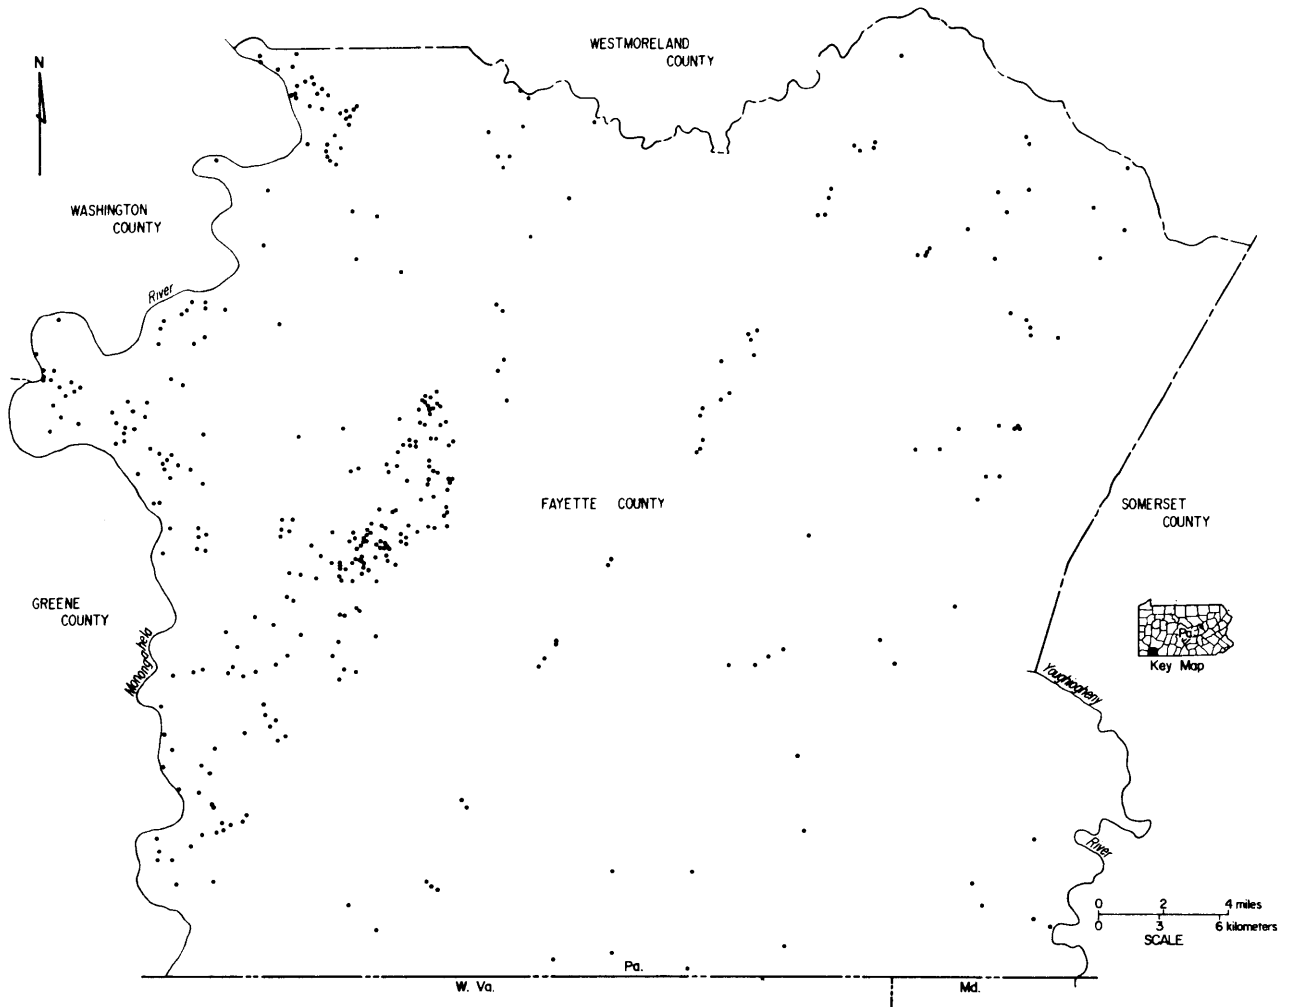 WESTMORELAND
COUNTY
N
WASHINGTON
COUNTY
River
FAYETTE COUNTY
SOMERSET
COUNTY
GREENE
COUNTY
Monongahela
Pa.
Key Map
Youghiogheny
River
0 2 4 miles
0 3 6 kilometers
SCALE
Pa.
W. Va.
Md.